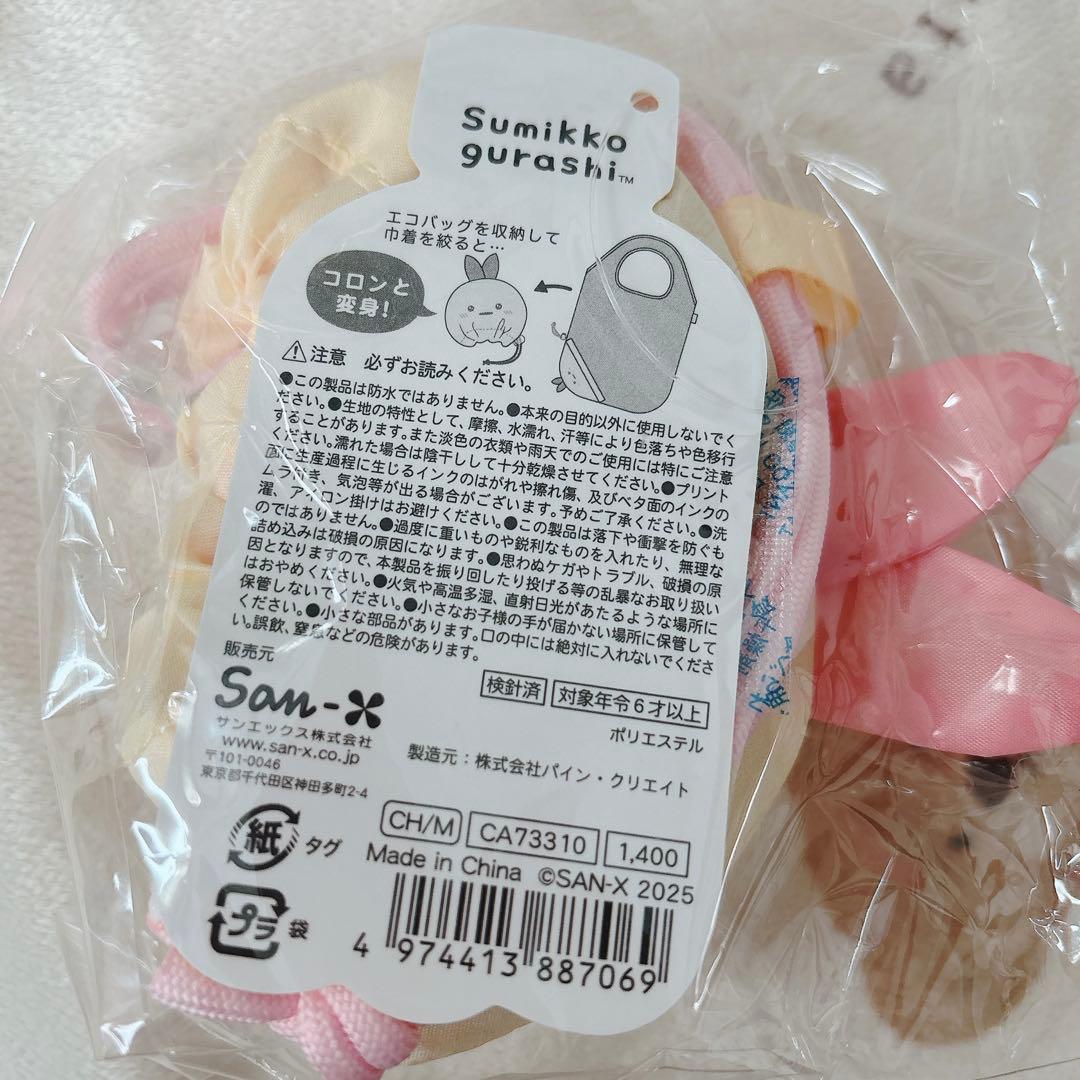 Sumikko
gurashi™
エコバッグを収納して
巾着を絞ると…
コロンと
変身!
⚠注意 必ずお読みください。
●この製品は防水ではありません。●本来の目的以外に使用しないでく
ださい。●生地の特性として、摩擦、水濡れ、汗等により色落ちや色移行
することがあります。また淡色の衣類や雨天でのご使用には特にご注意
ください。濡れた場合は陰干しして十分乾燥させてください。●プリント
面に生産過程に生じるインクのはがれや擦れ傷、及びベタ面のインクの
ムラ付き、気泡等が出る場合がございます。予めご了承ください。●洗
濯、アイロン掛けはお避けください。●この製品は落下や衝撃を防ぐも
のではありません。●過度に重いものや鋭利なものを入れたり、無理な
詰め込みは破損の原因になります。●思わぬケガやトラブル、破損の原
因となりますので、本製品を振り回したり投げる等の乱暴なお取り扱い
はおやめください。●火気や高温多湿、直射日光があたるような場所に
保管しないでください。●小さなお子様の手が届かない場所に保管して
ください。●小さな部品があります。口の中には絶対に入れないでくださ
い。誤飲、窒息などの危険があります。
販売元
San-X
サンエックス株式会社
www.san-x.co.jp
〒101-0046
東京都千代田区神田多町2-4
検針済 対象年令6才以上
ポリエステル
製造元:株式会社パイン・クリエイト
紙 タグ
プラ 袋
CH/M CA73310 1,400
Made in China ©SAN-X 2025
4 974413 887069